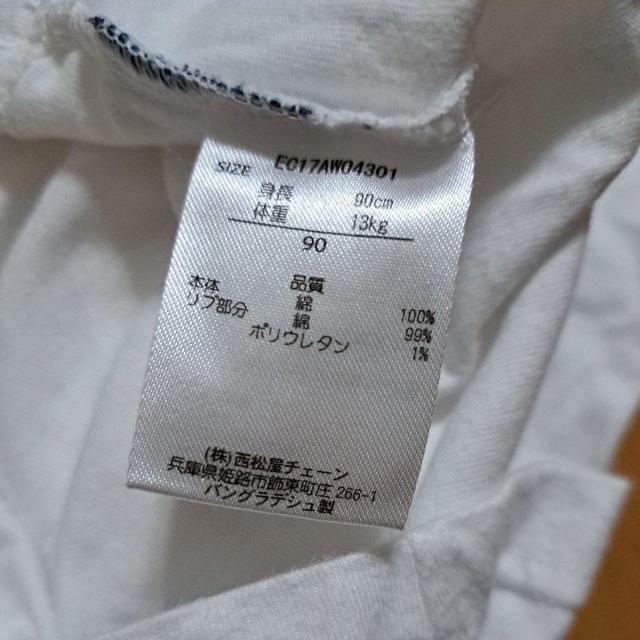 EC17AW04301
SIZE
身長 90cm
体重 13kg
90
品質
本体 綿 100%
リブ部分 綿 99%
ポリウレタン 1%
(株)西松屋チェーン
兵庫県姫路市飾東町庄 266-1
バングラデシュ製